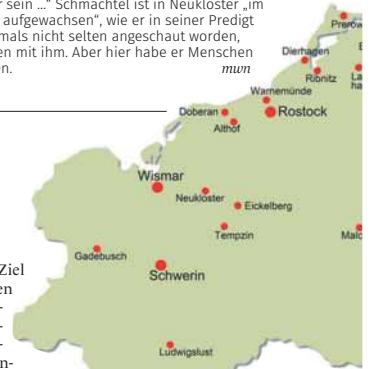 sein …“ Schmachtel ist in Neukloster „im
aufgewachsen“, wie er in seiner Predigt
mals nicht selten angeschaut worden,
en mit ihm. Aber hier habe er Menschen
en.
mwn
Prerow
Dierhagen
Ribnitz
Warnemünde
Doberan
Rostock
Althof
Wismar
Neukloster
Eickelberg
Tempzin
Gadebusch
Schwerin
Ludwigslust
Ziel
en
n-